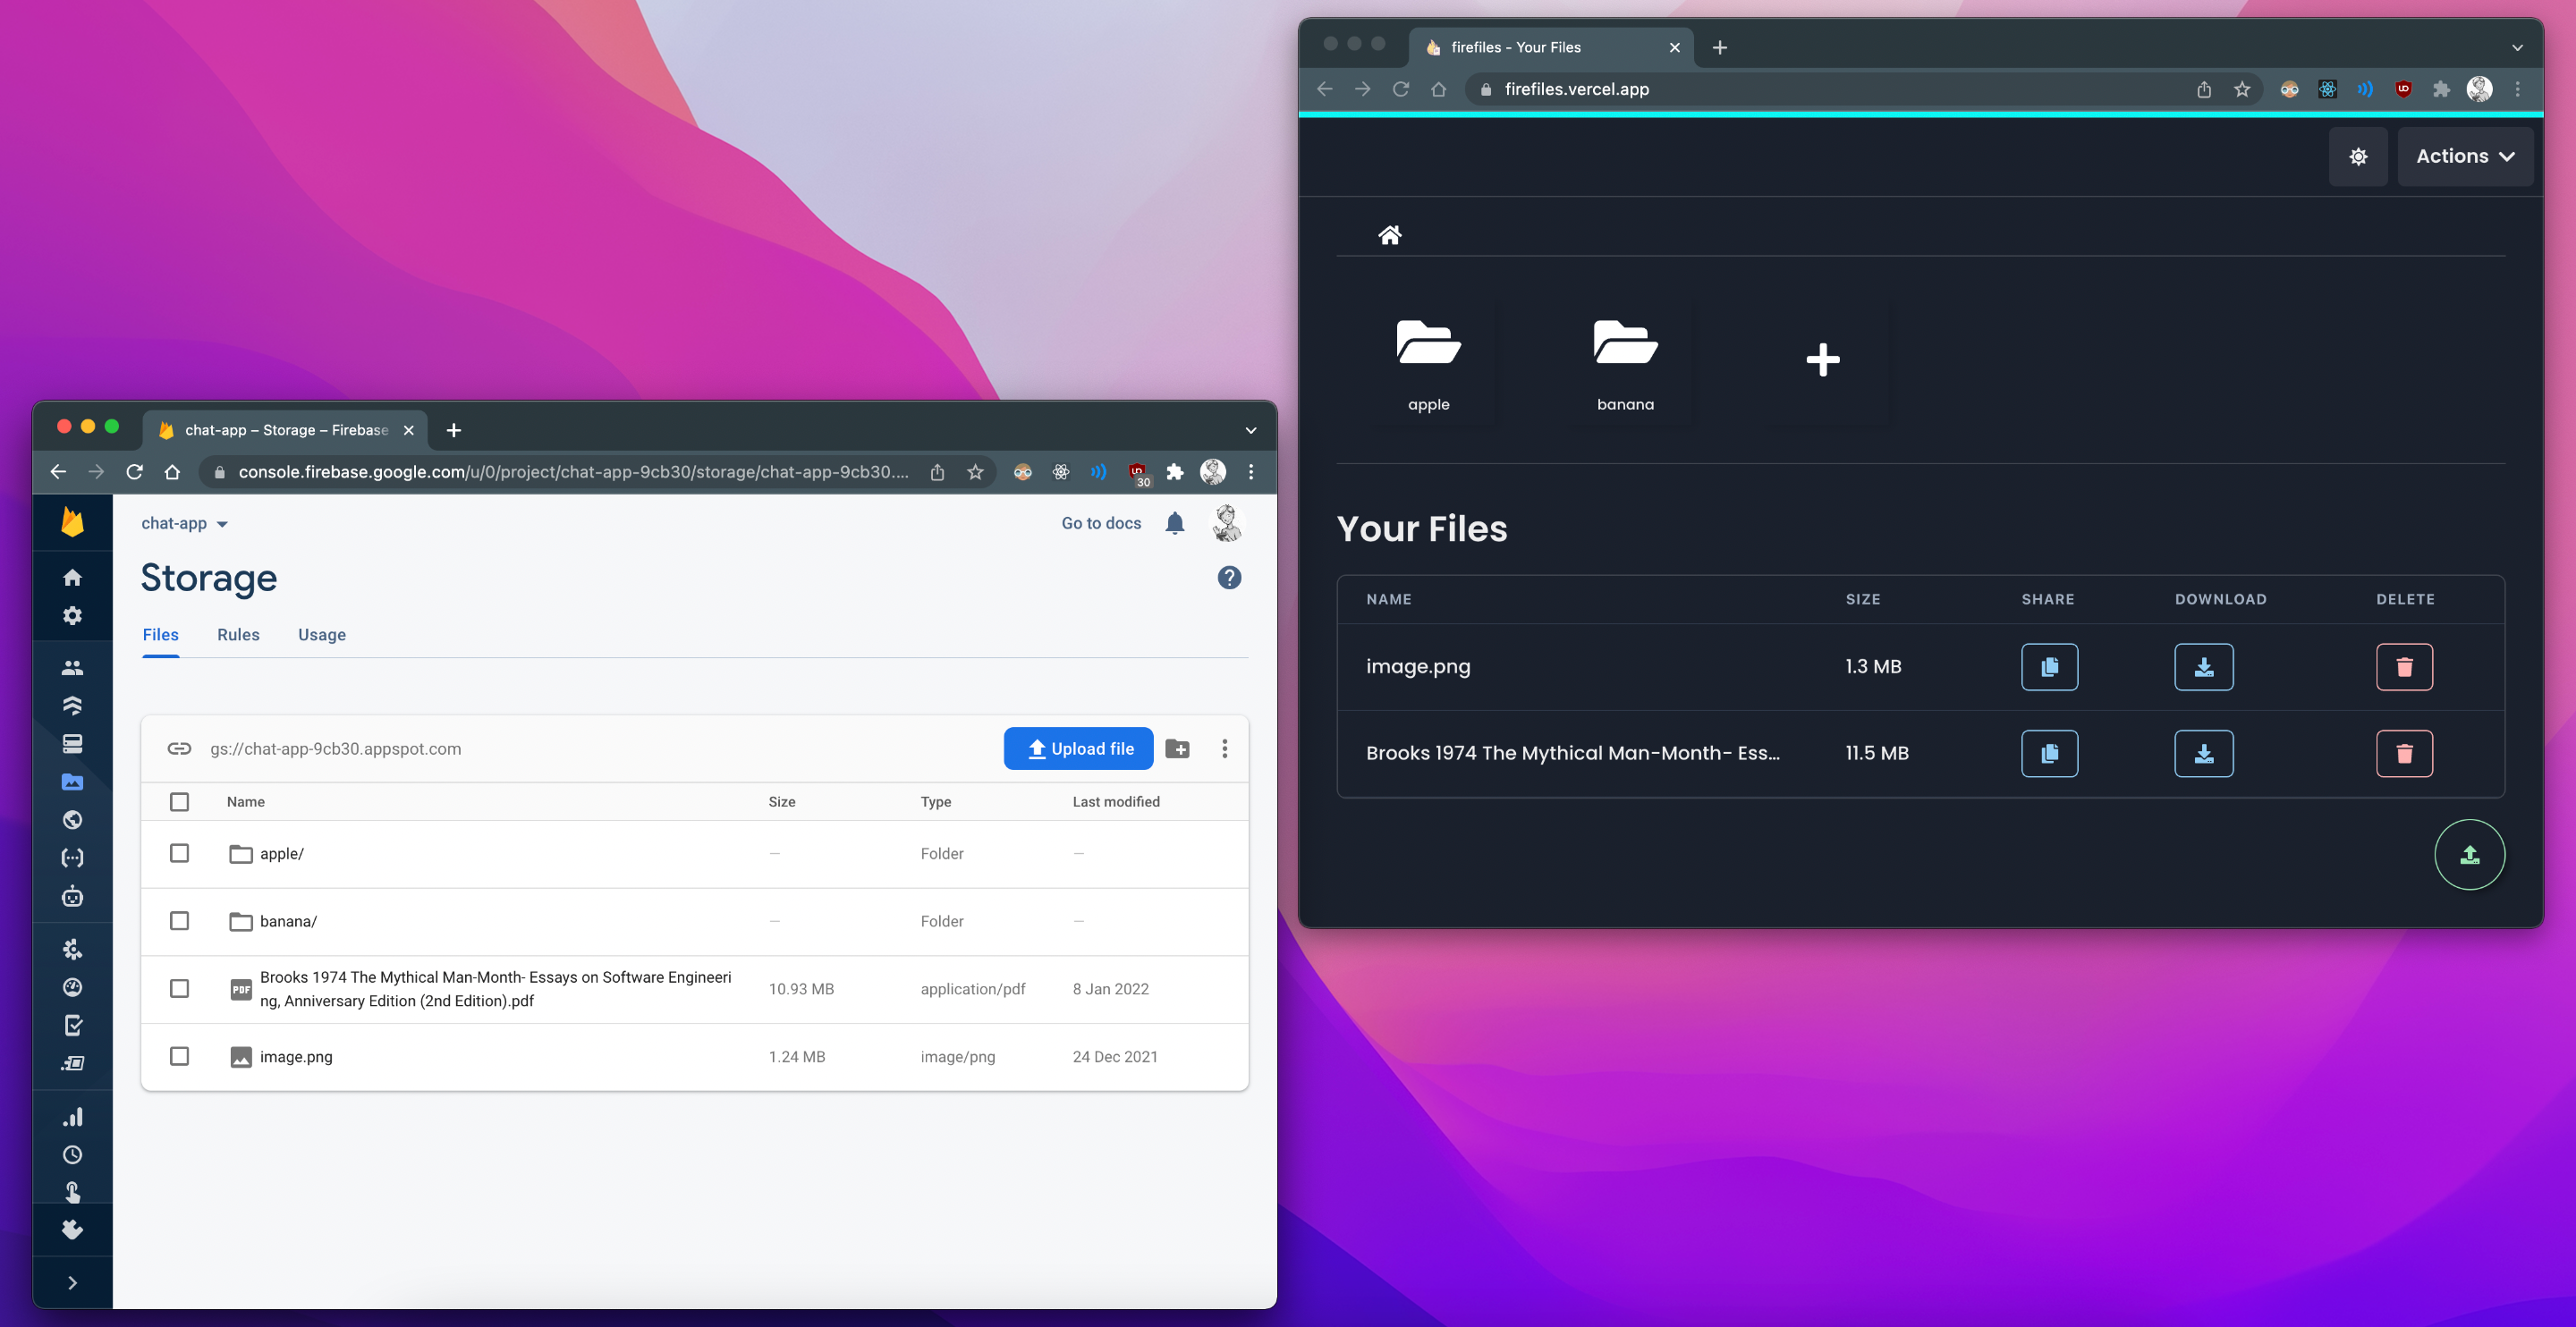 firefiles - Your Files
firefiles.vercel.app
Actions
apple
banana
Your Files
NAME SIZE SHARE DOWNLOAD DELETE
image.png 1.3 MB
Brooks 1974 The Mythical Man-Month- Ess... 11.5 MB
chat-app – Storage – Firebase
console.firebase.google.com/u/0/project/chat-app-9cb30/storage/chat-app-9cb30....
30
chat-app Go to docs
Storage
Files Rules Usage
gs://chat-app-9cb30.appspot.com Upload file
Name Size Type Last modified
apple/ — Folder —
banana/ — Folder —
PDF Brooks 1974 The Mythical Man-Month- Essays on Software Engineeri
ng, Anniversary Edition (2nd Edition).pdf 10.93 MB application/pdf 8 Jan 2022
image.png 1.24 MB image/png 24 Dec 2021